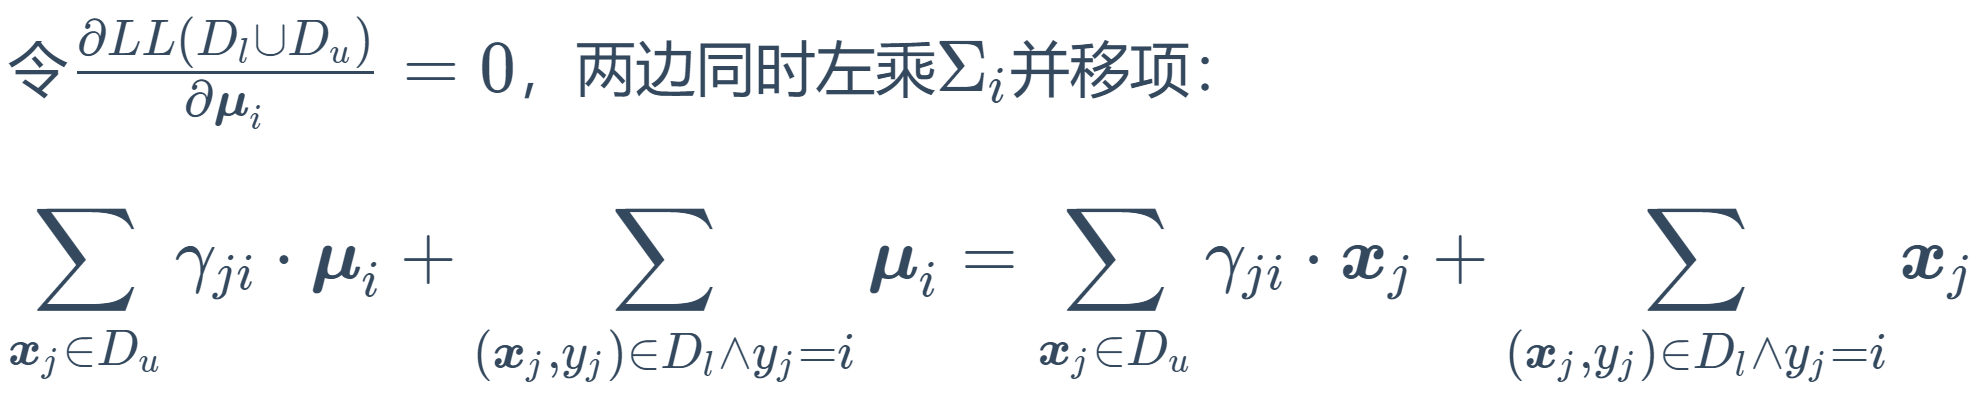 令$\frac{\partial LL(D_l \cup D_u)}{\partial \boldsymbol{\mu}_i} = 0$，两边同时左乘$\Sigma_i$并移项：
$\sum_{\boldsymbol{x}_j \in D_u} \gamma_{ji} \cdot \boldsymbol{\mu}_i + \sum_{(\boldsymbol{x}_j, y_j) \in D_l \wedge y_j = i} \boldsymbol{\mu}_i = \sum_{\boldsymbol{x}_j \in D_u} \gamma_{ji} \cdot \boldsymbol{x}_j + \sum_{(\boldsymbol{x}_j, y_j) \in D_l \wedge y_j = i} \boldsymbol{x}_j$